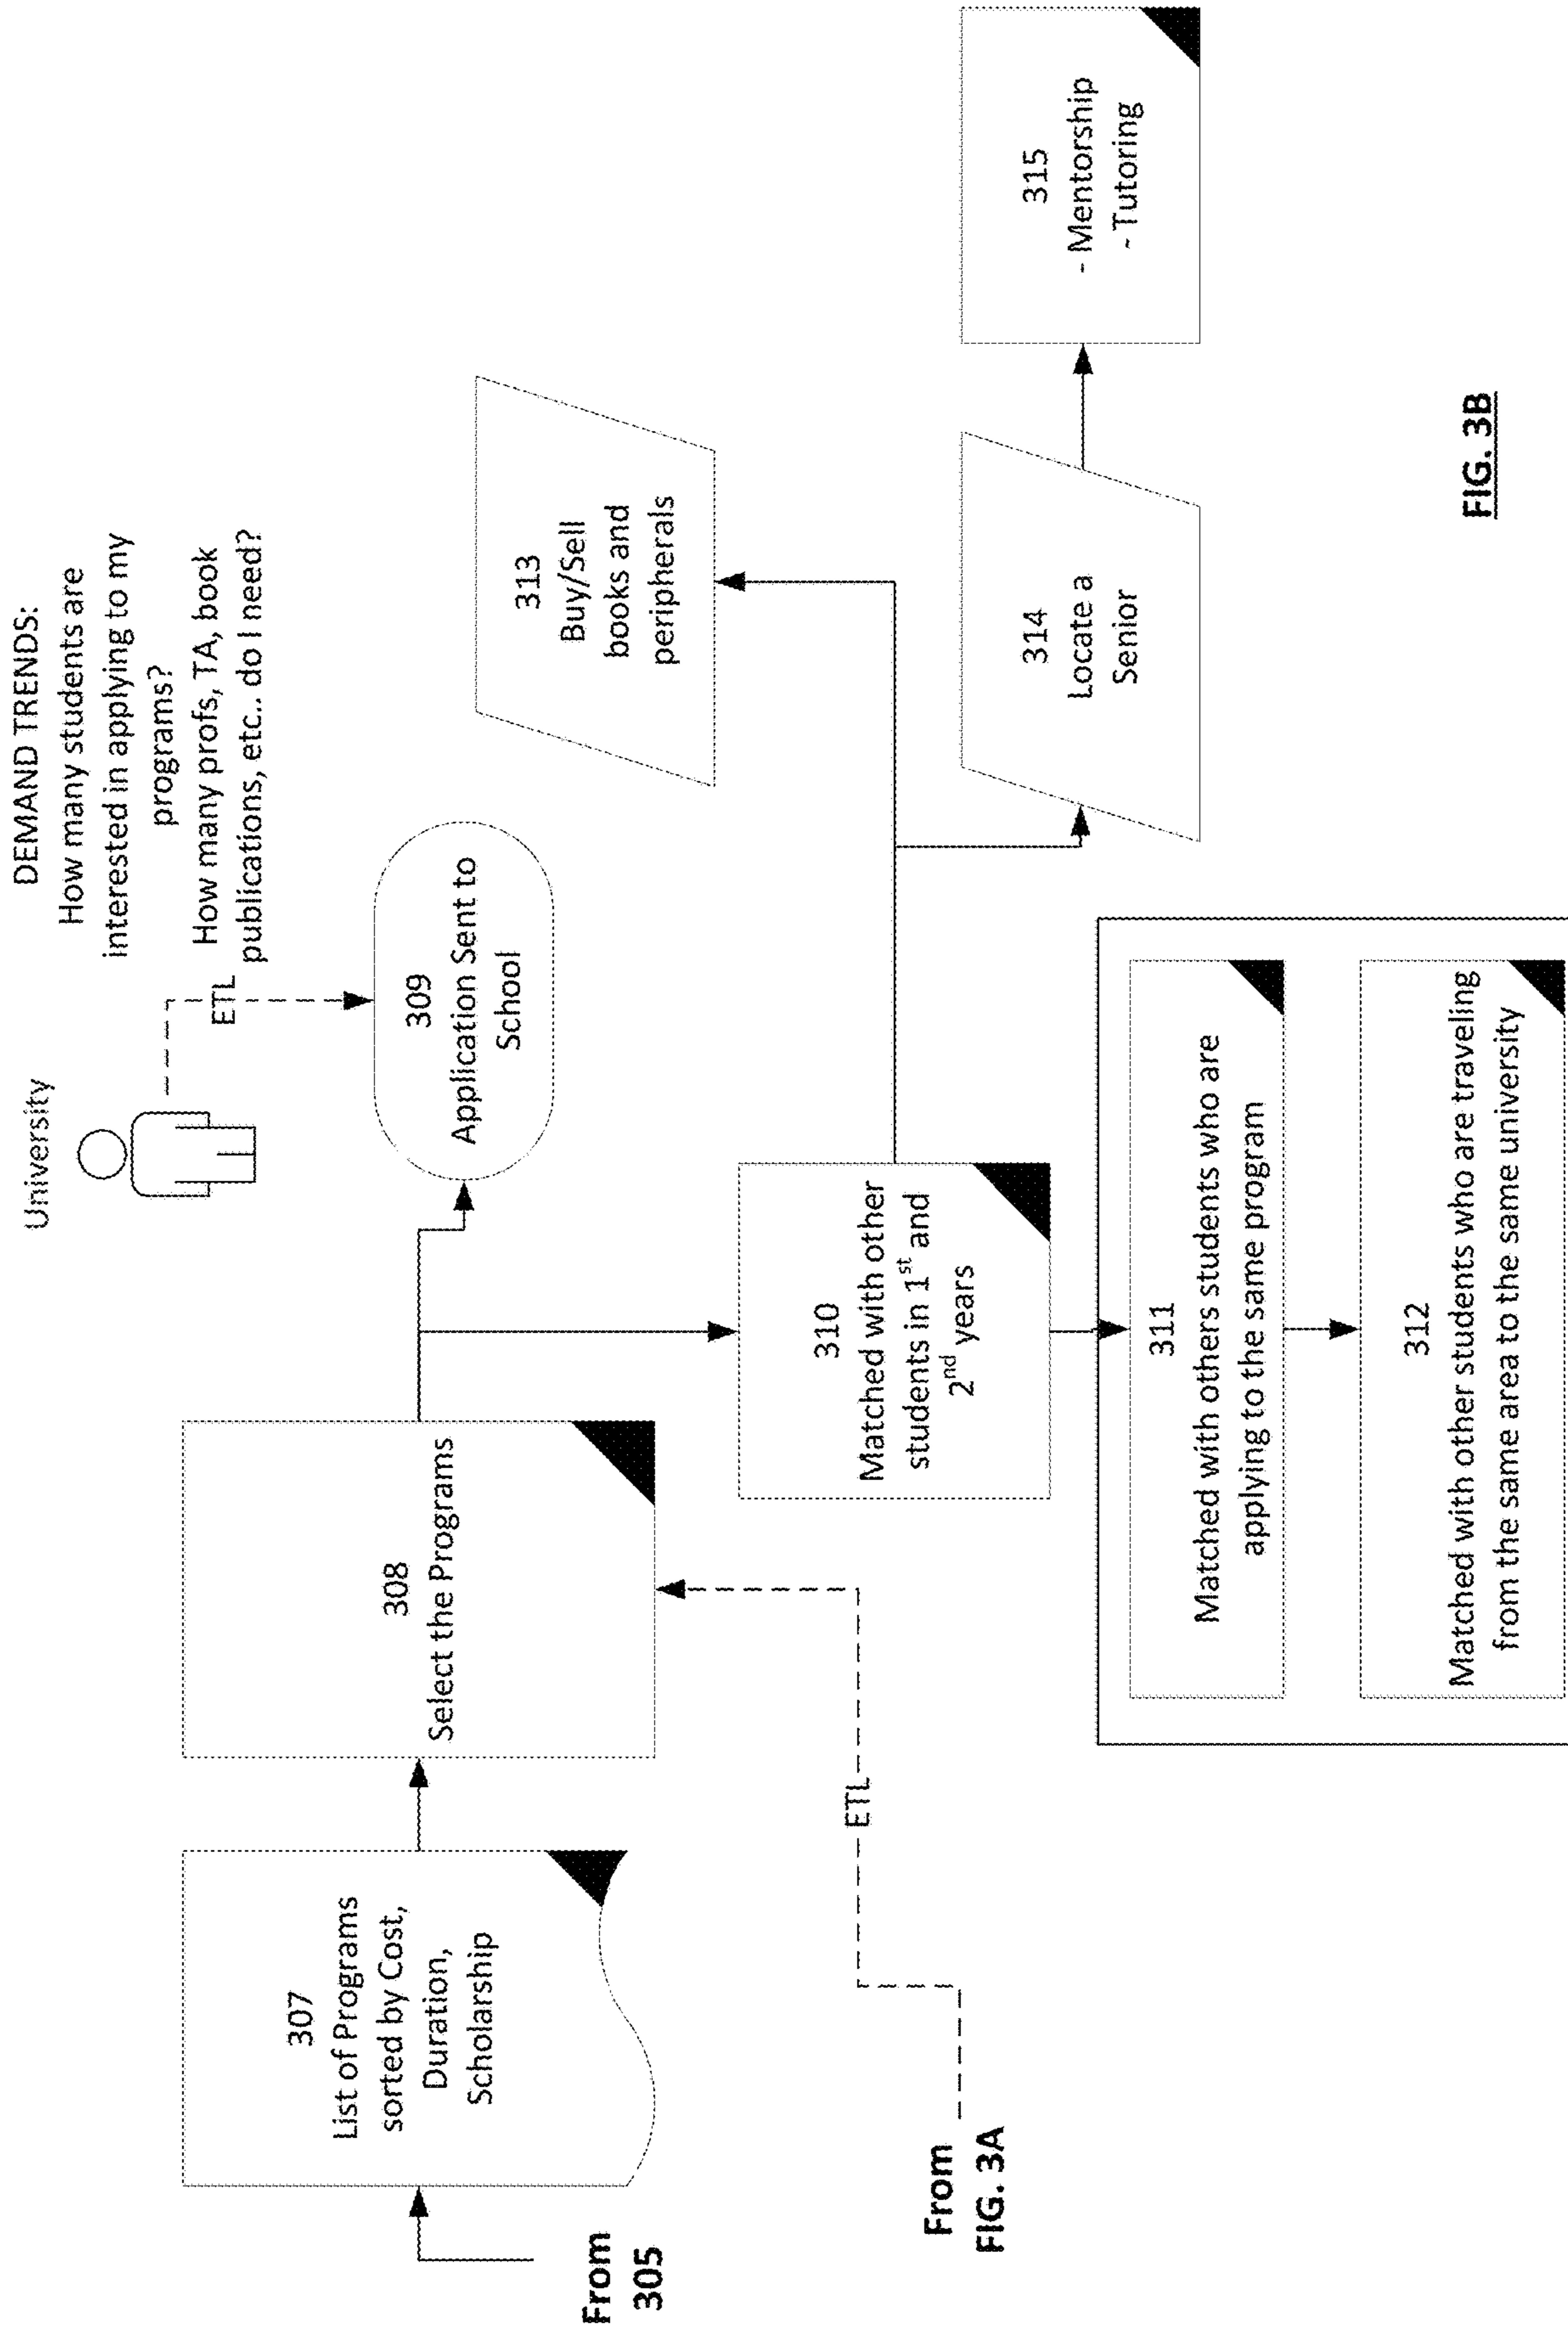 University
DEMAND TRENDS:
How many students are
interested in applying to my
programs?
How many profs, TA, book
publications, etc.. do I need?
ETL
307
List of Programs
sorted by Cost,
Duration,
Scholarship
308
Select the Programs
309
Application Sent to
School
From
305
310
Matched with other
students in 1st and
2nd years
313
Buy/Sell
books and
peripherals
ETL
From
FIG. 3A
311
Matched with others students who are
applying to the same program
312
Matched with other students who are traveling
from the same area to the same university
314
Locate a
Senior
315
- Mentorship
- Tutoring
FIG. 3B